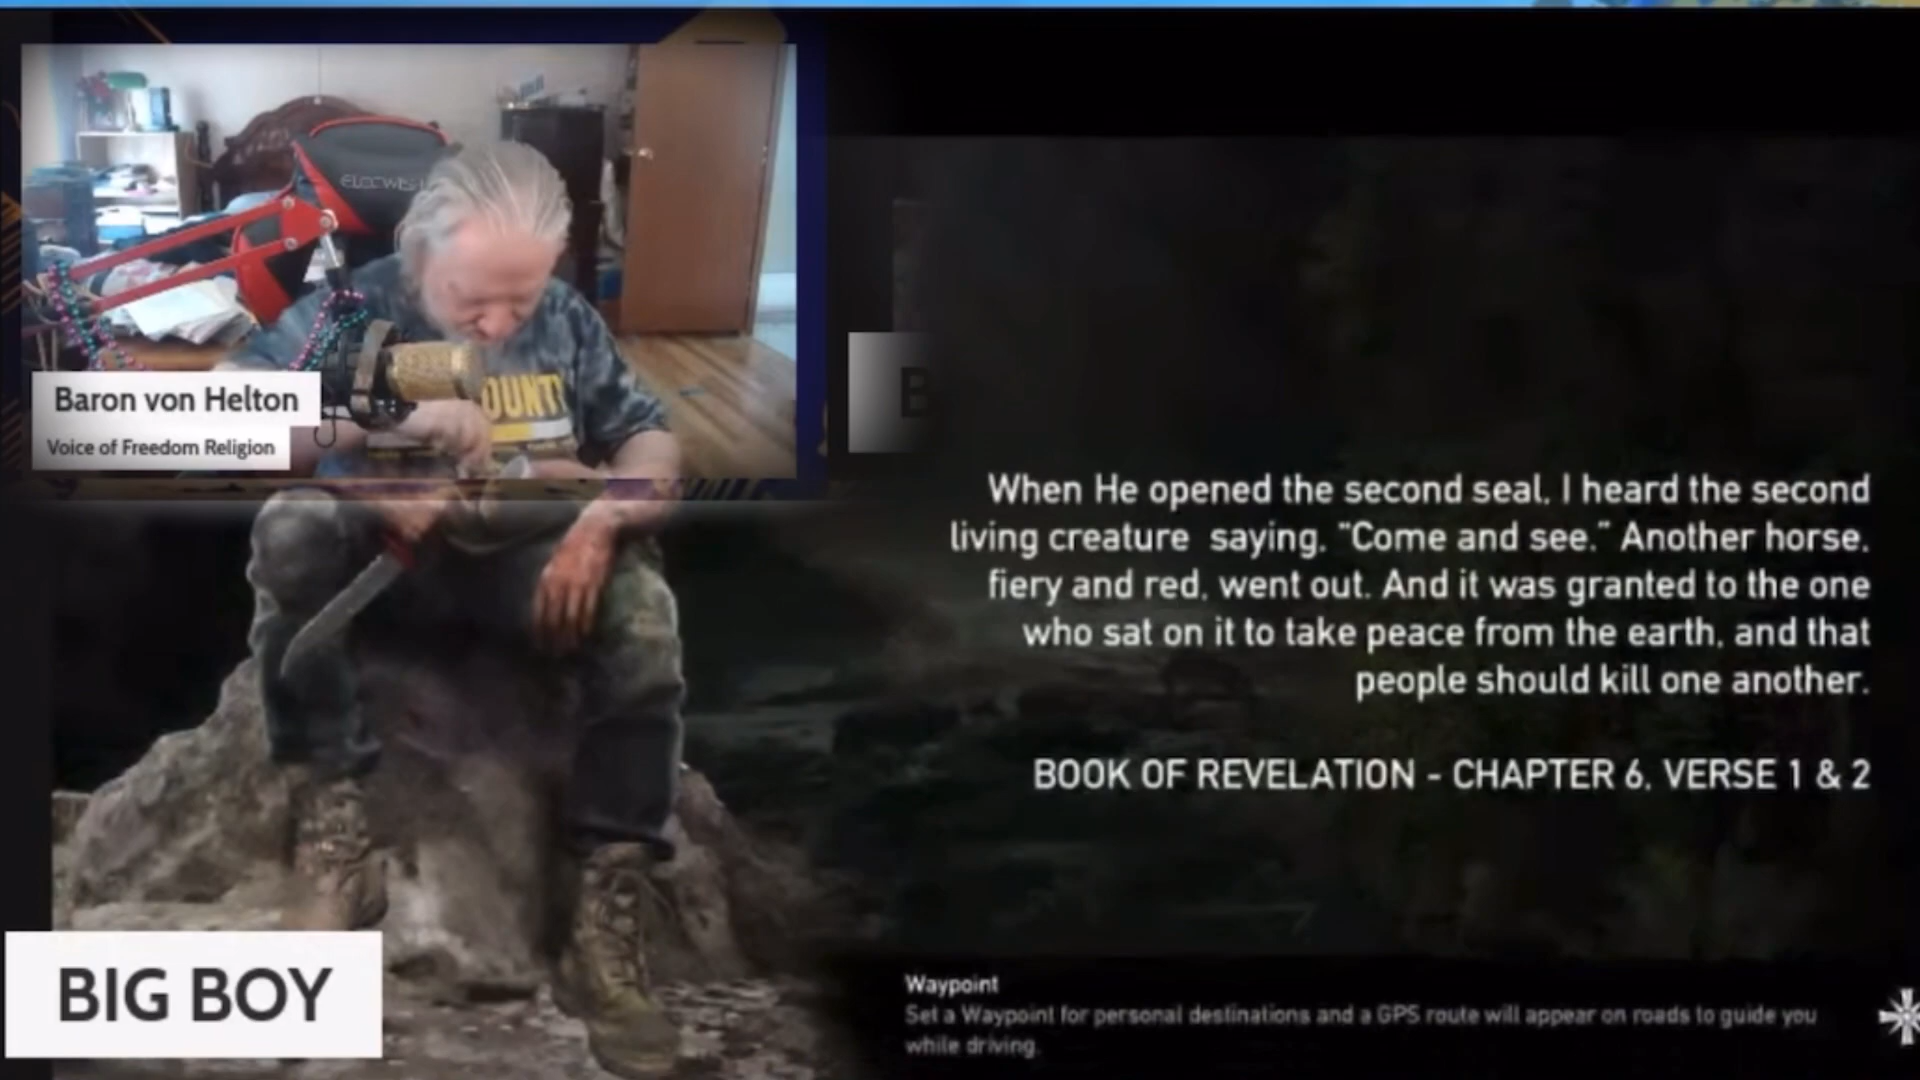 ELECWEST
Baron von Helton
Voice of Freedom Religion
OUNTY
B
When He opened the second seal, I heard the second
living creature saying, "Come and see." Another horse,
fiery and red, went out. And it was granted to the one
who sat on it to take peace from the earth, and that
people should kill one another.
BOOK OF REVELATION - CHAPTER 6, VERSE 1 & 2
BIG BOY
Waypoint
Set a Waypoint for personal destinations and a GPS route will appear on roads to guide you
while driving.